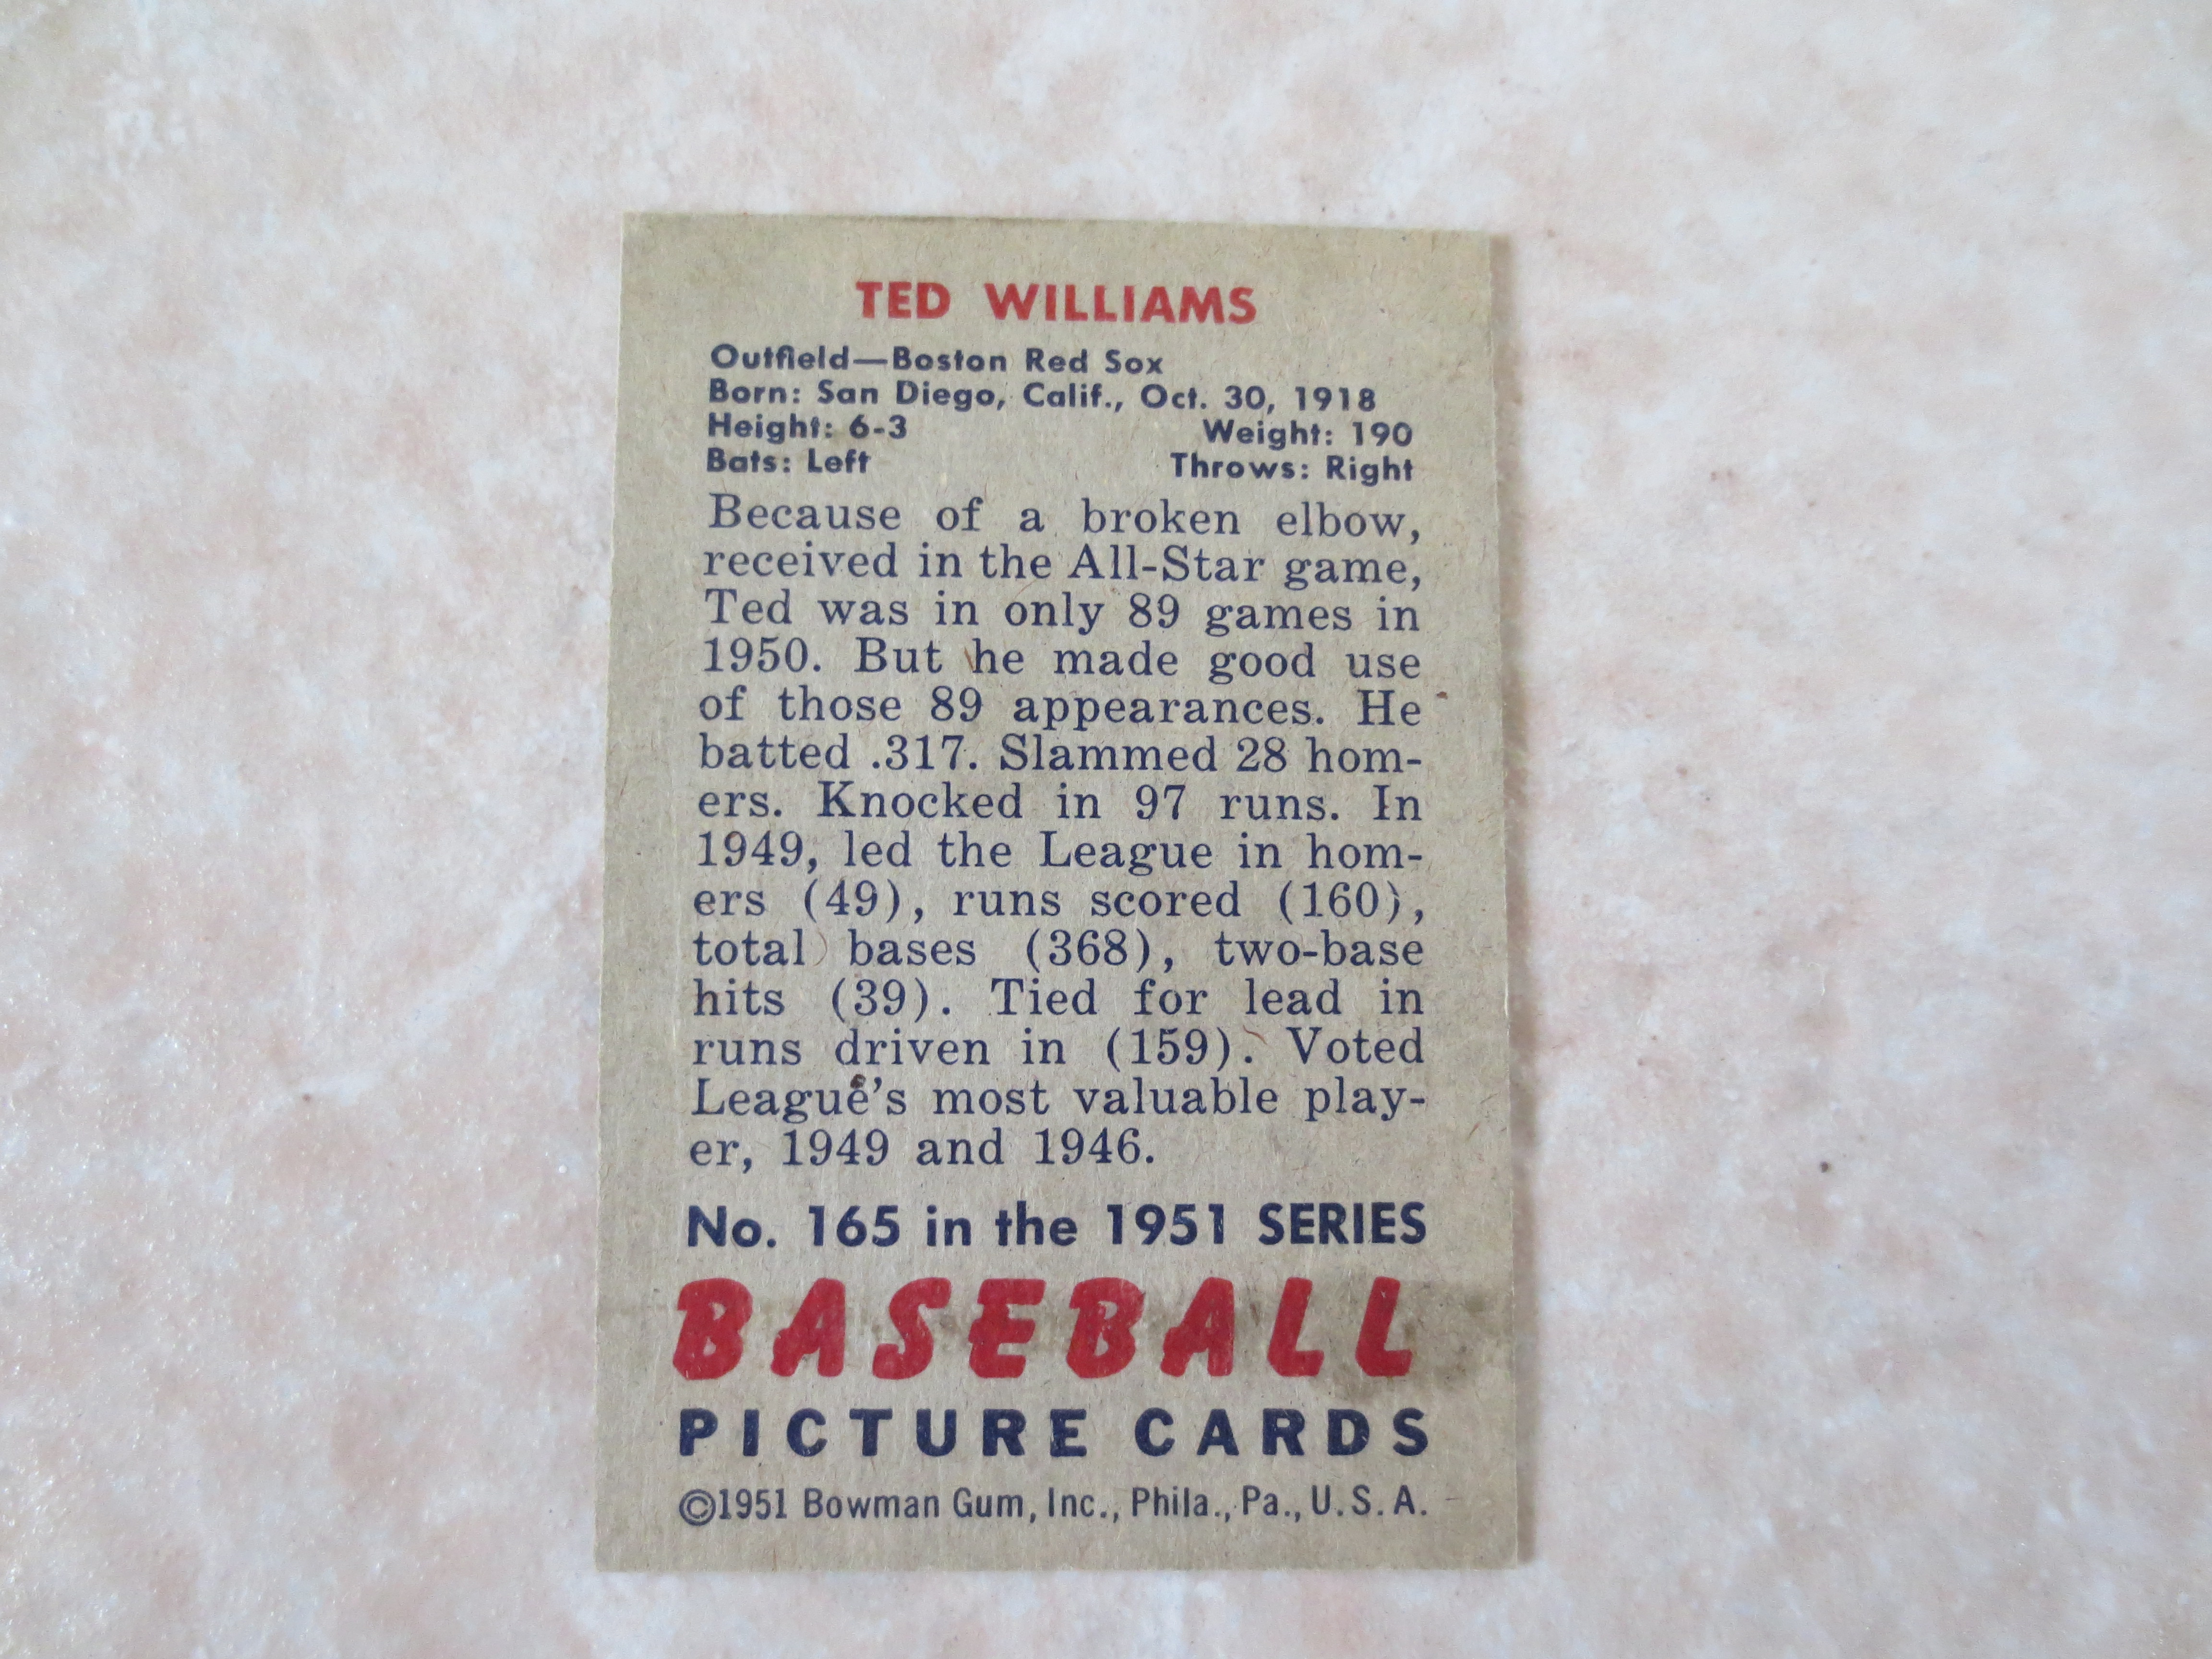 TED WILLIAMS
Outfield—Boston Red Sox
Born: San Diego, Calif., Oct. 30, 1918
Height: 6-3 Weight: 190
Bats: Left Throws: Right
Because of a broken elbow,
received in the All-Star game,
Ted was in only 89 games in
1950. But he made good use
of those 89 appearances. He
batted .317. Slammed 28 hom-
ers. Knocked in 97 runs. In
1949, led the League in hom-
ers (49), runs scored (160),
total bases (368), two-base
hits (39). Tied for lead in
runs driven in (159). Voted
League's most valuable play-
er, 1949 and 1946.
No. 165 in the 1951 SERIES
BASEBALL
PICTURE CARDS
©1951 Bowman Gum, Inc., Phila., Pa., U.S.A.